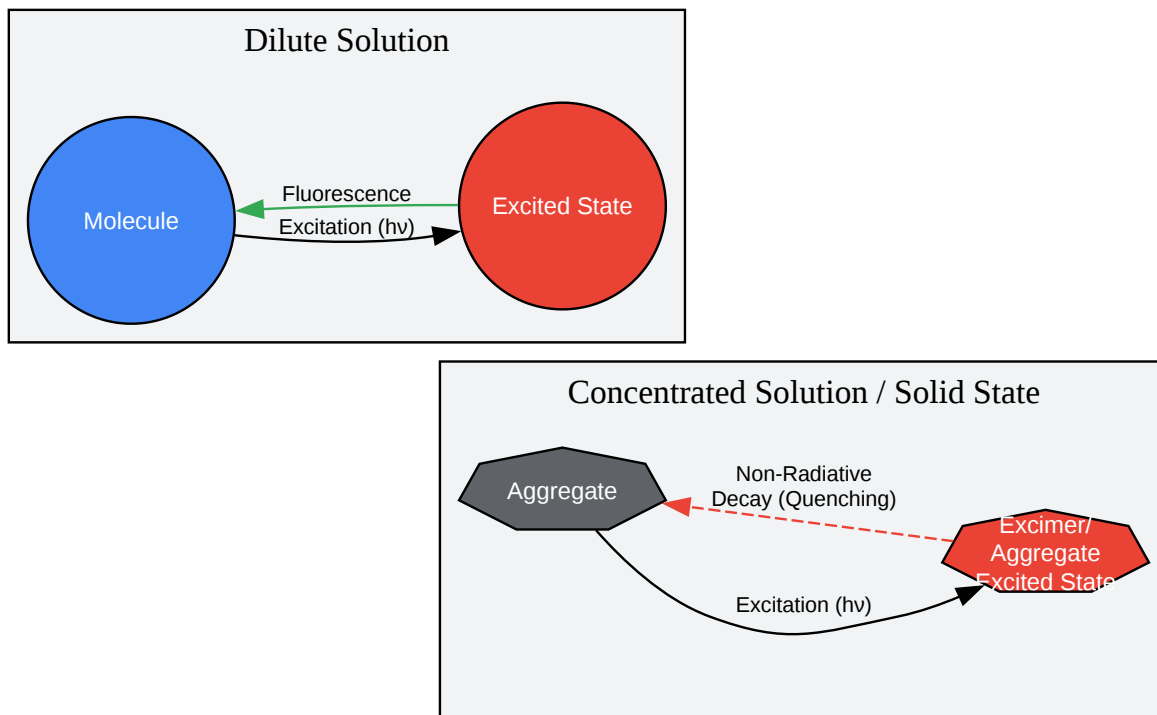 Dilute Solution
Molecule
Fluorescence
Excitation (hν)
Excited State
Concentrated Solution / Solid State
Aggregate
Non-Radiative
Decay (Quenching)
Excimer/
Aggregate
Excited State
Excitation (hν)